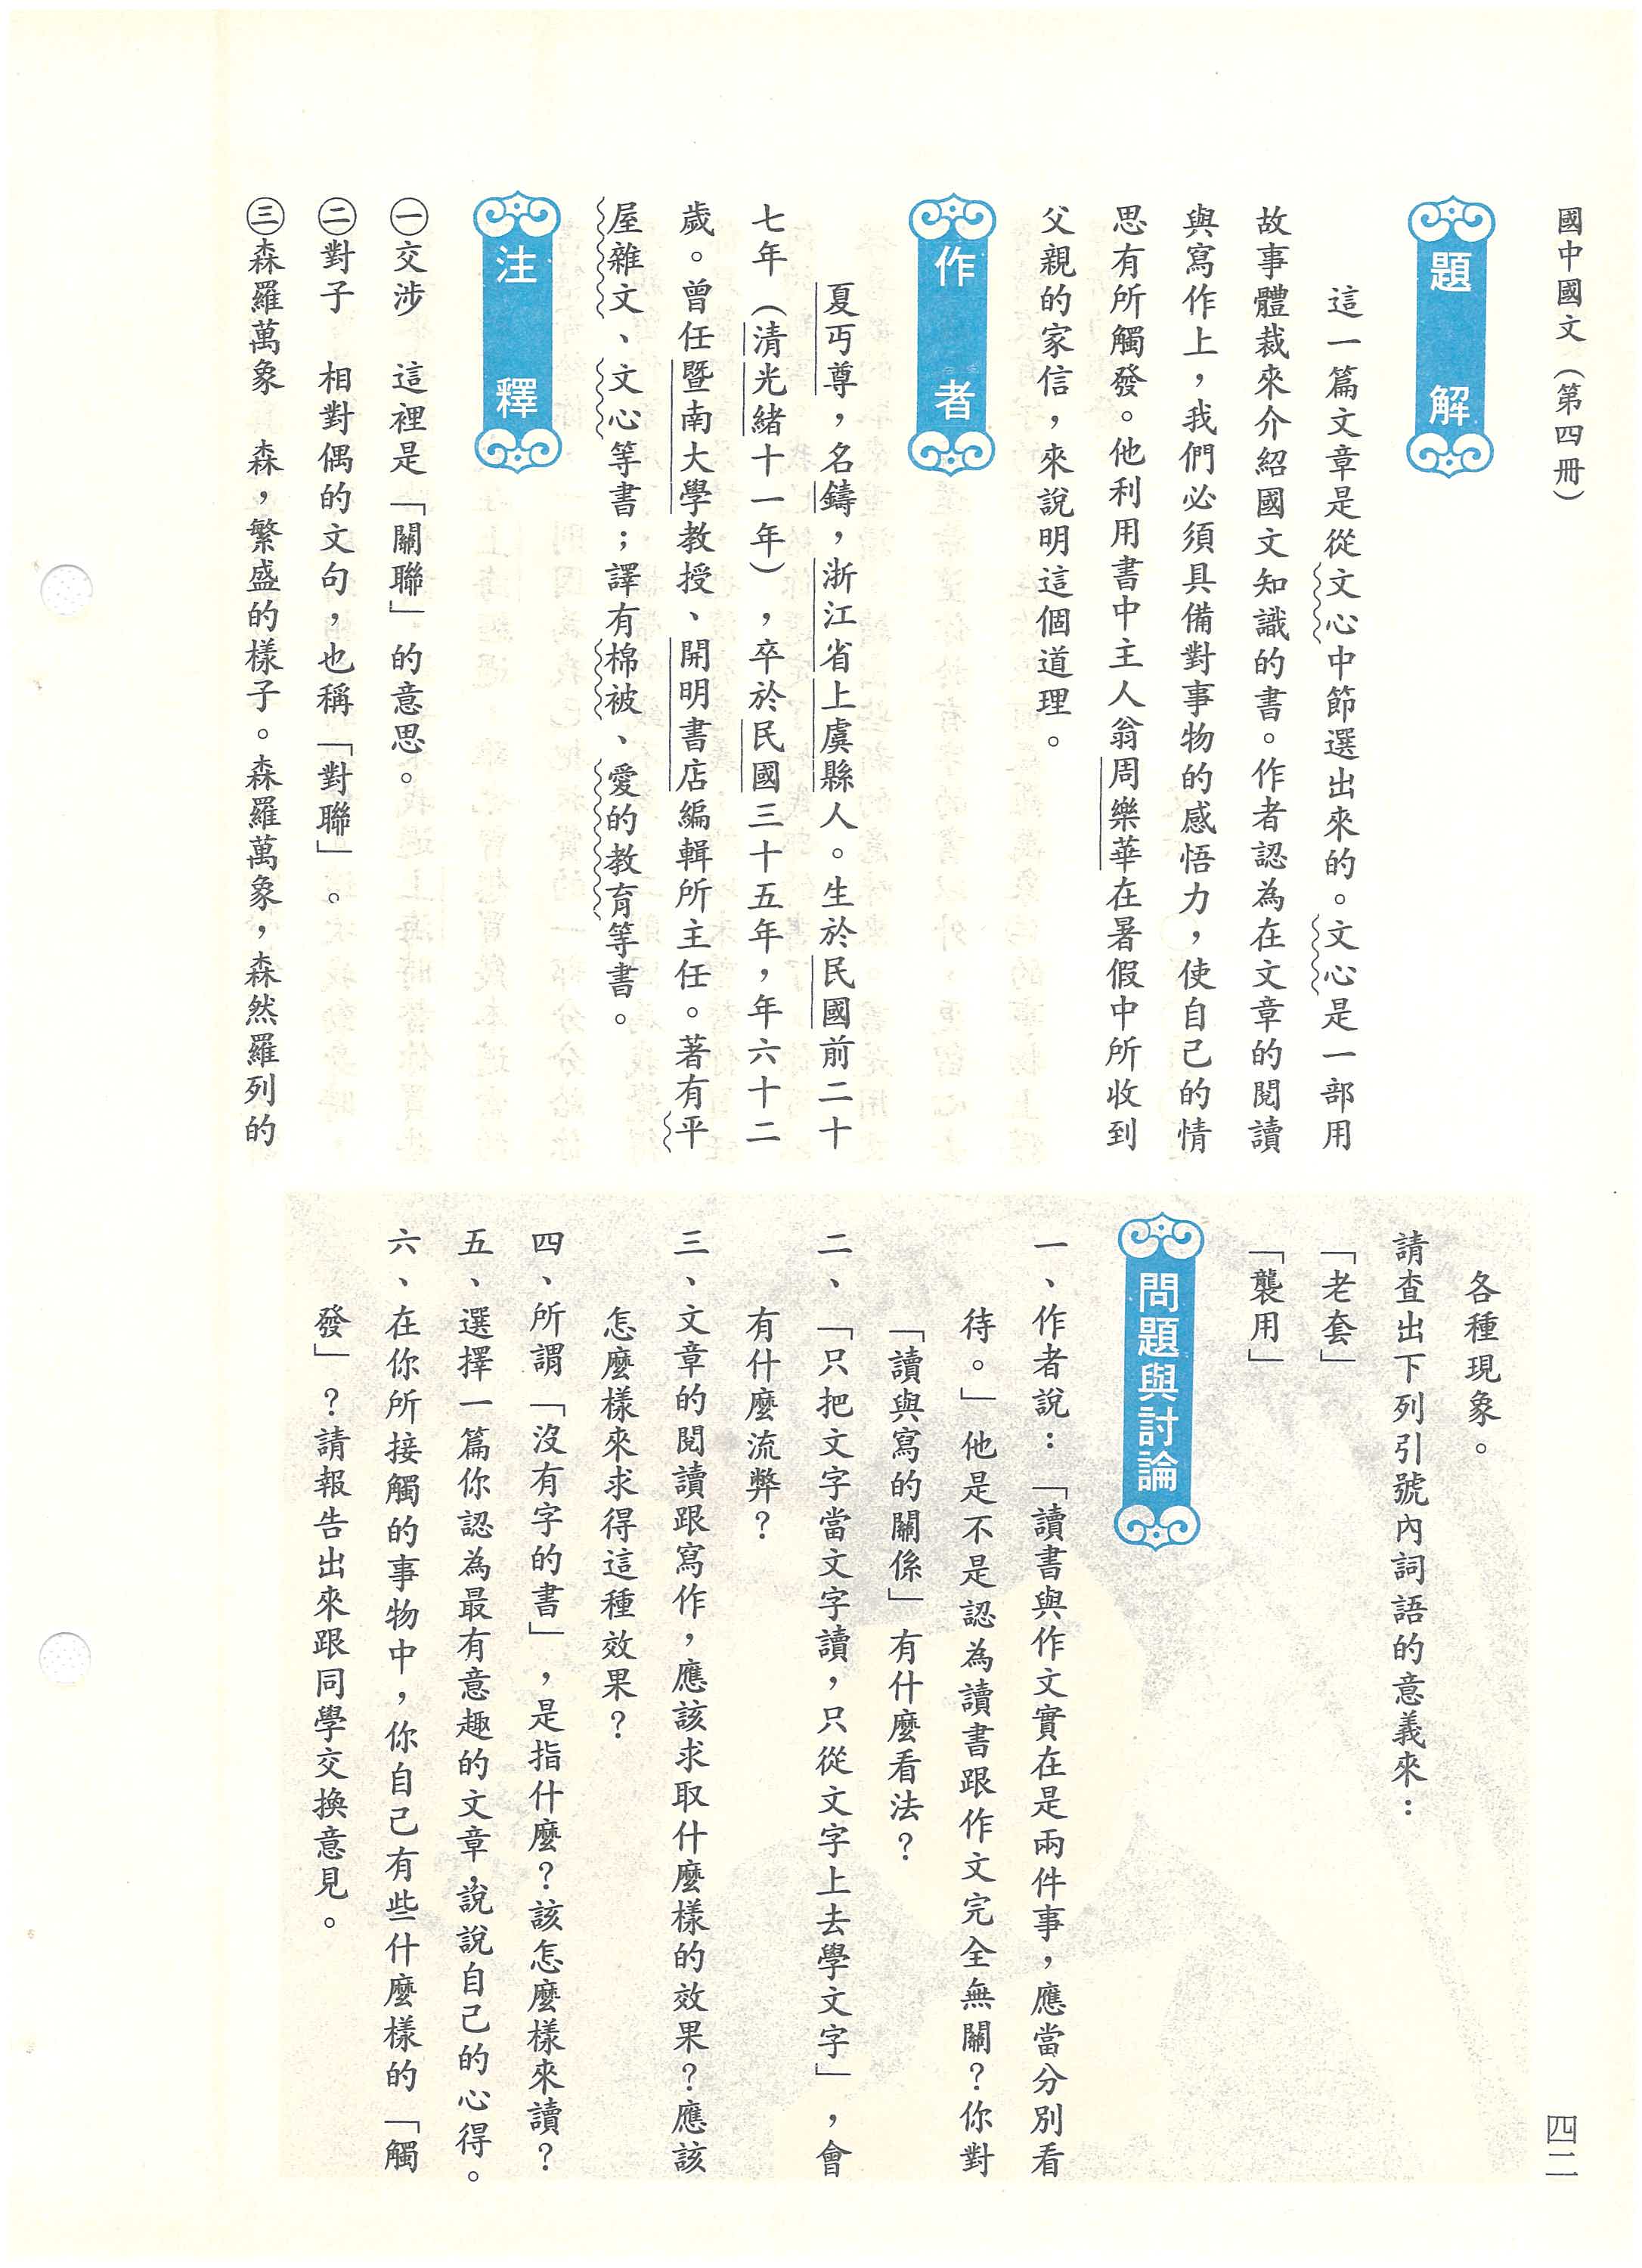 國中國文（第四冊）
題解
這一篇文章是從文心中節選出來的。文心是一部用
故事體裁來介紹國文知識的書。作者認為在文章的閱讀
與寫作上，我們必須具備對事物的感悟力，使自己的情
思有所觸發。他利用書中主人翁周樂華在暑假中所收到
父親的家信，來說明這個道理。
作者
夏丏尊，名鑄，浙江省上虞縣人。生於民國前二十
七年（清光緒十一年），卒於民國三十五年，年六十二
歲。曾任暨南大學教授、開明書店編輯所主任。著有平
屋雜文、文心等書；譯有棉被、愛的教育等書。
注釋
㊀交涉　這裡是「關聯」的意思。
㊁對子　相對偶的文句，也稱「對聯」。
㊂森羅萬象　森，繁盛的樣子。森羅萬象，森然羅列的
各種現象。
請查出下列引號內詞語的意義來：
「老套」
「襲用」
問題與討論
一、作者說：「讀書與作文實在是兩件事，應當分別看
待。」他是不是認為讀書跟作文完全無關？你對
「讀與寫的關係」有什麼看法？
二、「只把文字當文字讀，只從文字上去學文字」，會
有什麼流弊？
三、文章的閱讀跟寫作，應該求取什麼樣的效果？應該
怎麼樣來求得這種效果？
四、所謂「沒有字的書」，是指什麼？該怎麼樣來讀？
五、選擇一篇你認為最有意趣的文章，說說自己的心得。
六、在你所接觸的事物中，你自己有些什麼樣的「觸
發」？請報告出來跟同學交換意見。
四二